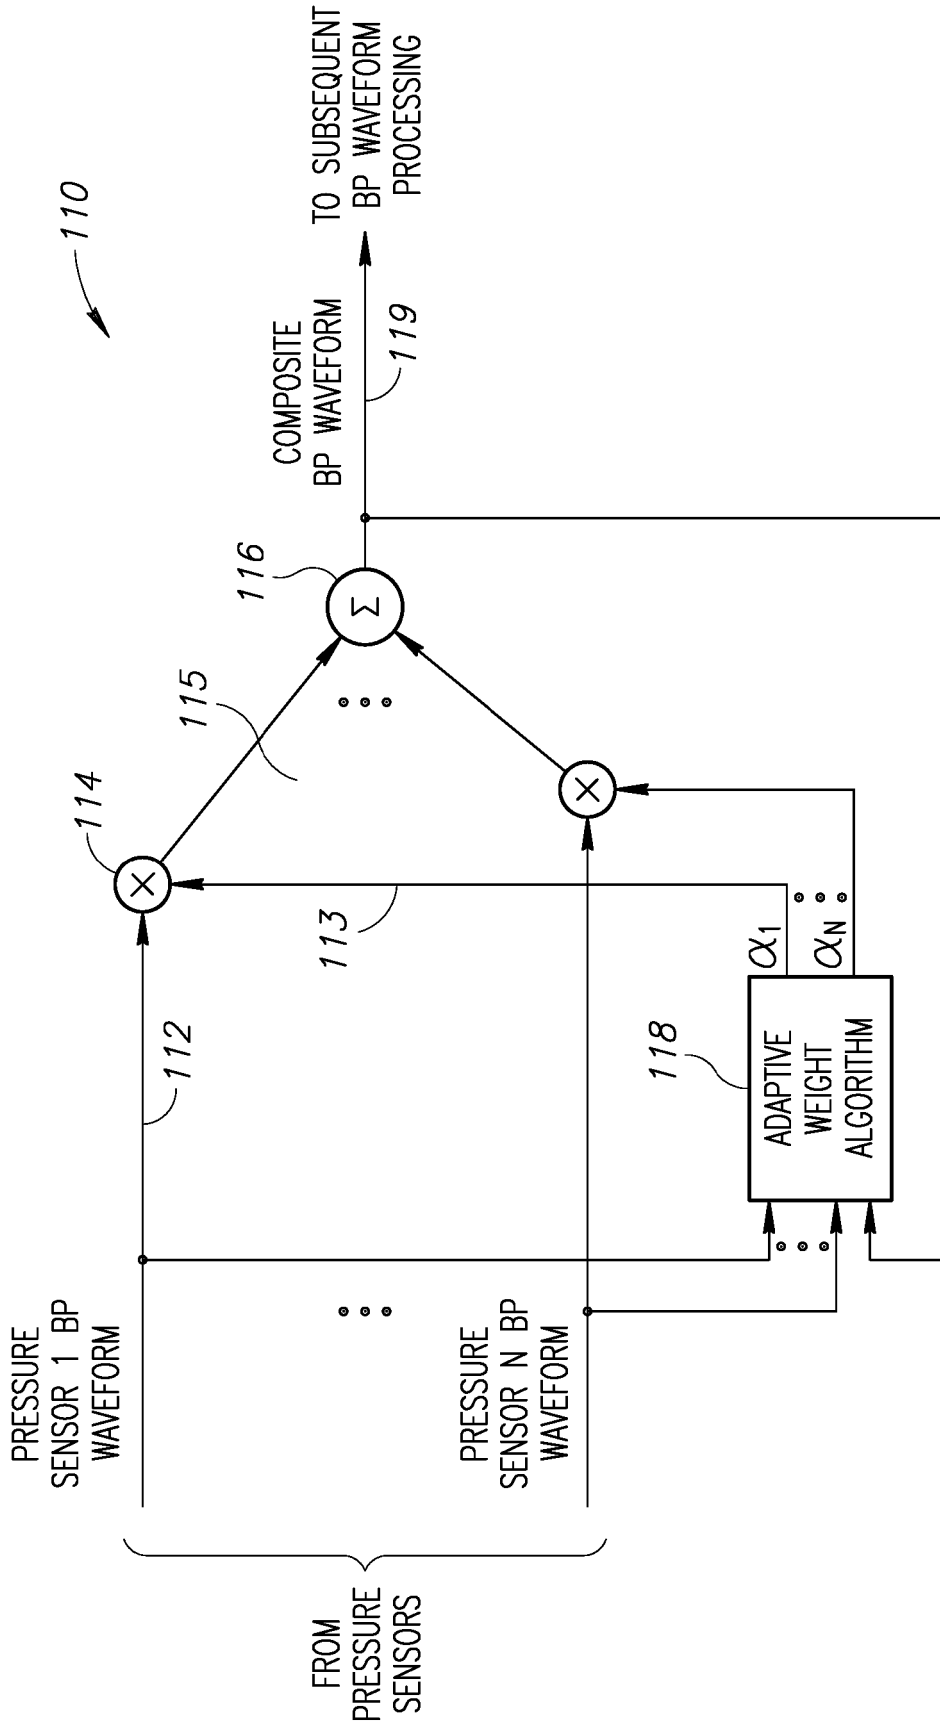 110
FROM
PRESSURE
SENSORS
PRESSURE
SENSOR 1 BP
WAVEFORM
112
114
113
115
116
Σ
COMPOSITE
BP WAVEFORM
119
TO SUBSEQUENT
BP WAVEFORM
PROCESSING
PRESSURE
SENSOR N BP
WAVEFORM
118
ADAPTIVE
WEIGHT
ALGORITHM
α1
αN